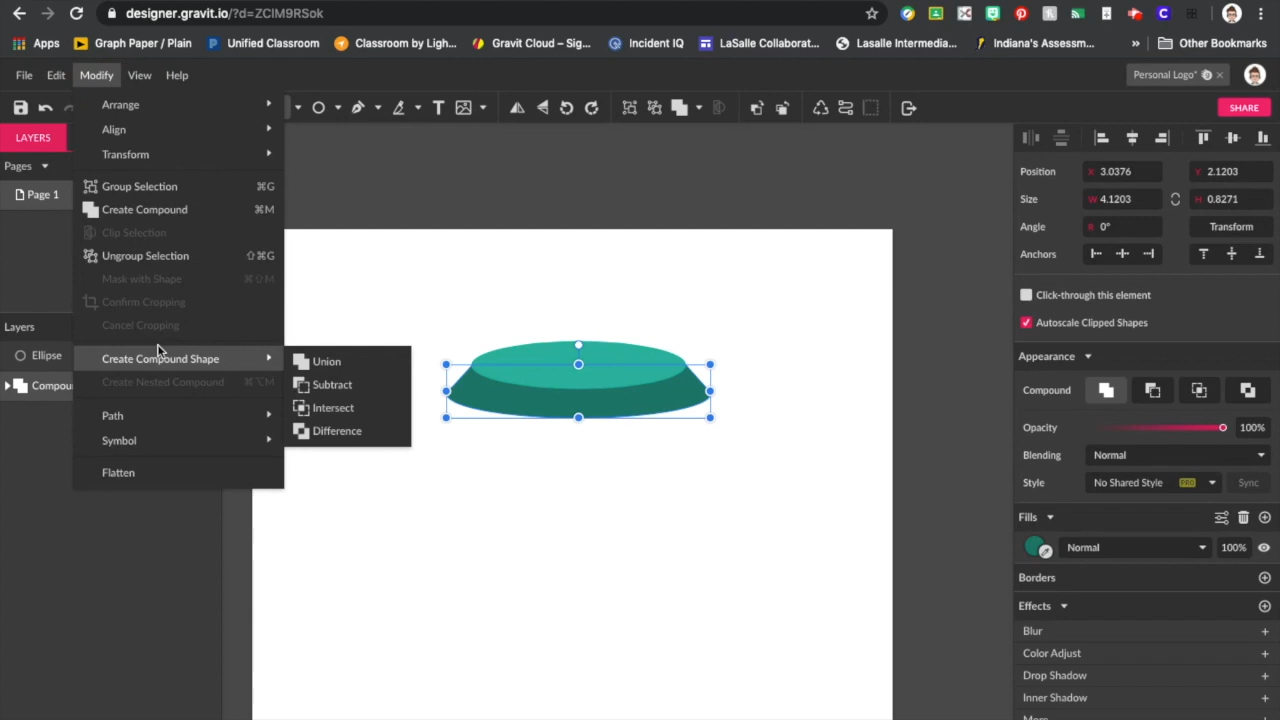 designer.gravit.io/?d=ZCIM9RSok
Apps Graph Paper / Plain Unified Classroom Classroom by Ligh... Gravit Cloud – Sig... Incident IQ LaSalle Collaborat... Lasalle Intermedia... Indiana's Assessm... » Other Bookmarks
File Edit Modify View Help Personal Logo*
SHARE
LAYERS
Pages
Page 1
Layers
Ellipse
Compou
Arrange
Align
Transform
Group Selection ⌘G
Create Compound ⌘M
Clip Selection
Ungroup Selection ⇧⌘G
Mask with Shape ⌘⇧M
Confirm Cropping
Cancel Cropping
Create Compound Shape
Create Nested Compound ⌘⌥M
Path
Symbol
Flatten
Union
Subtract
Intersect
Difference
Position X 3.0376 Y 2.1203
Size W 4.1203 H 0.8271
Angle R 0° Transform
Anchors
Click-through this element
Autoscale Clipped Shapes
Appearance
Compound
Opacity 100%
Blending Normal
Style No Shared Style PRO Sync
Fills
Normal 100%
Borders
Effects
Blur
Color Adjust
Drop Shadow
Inner Shadow
More